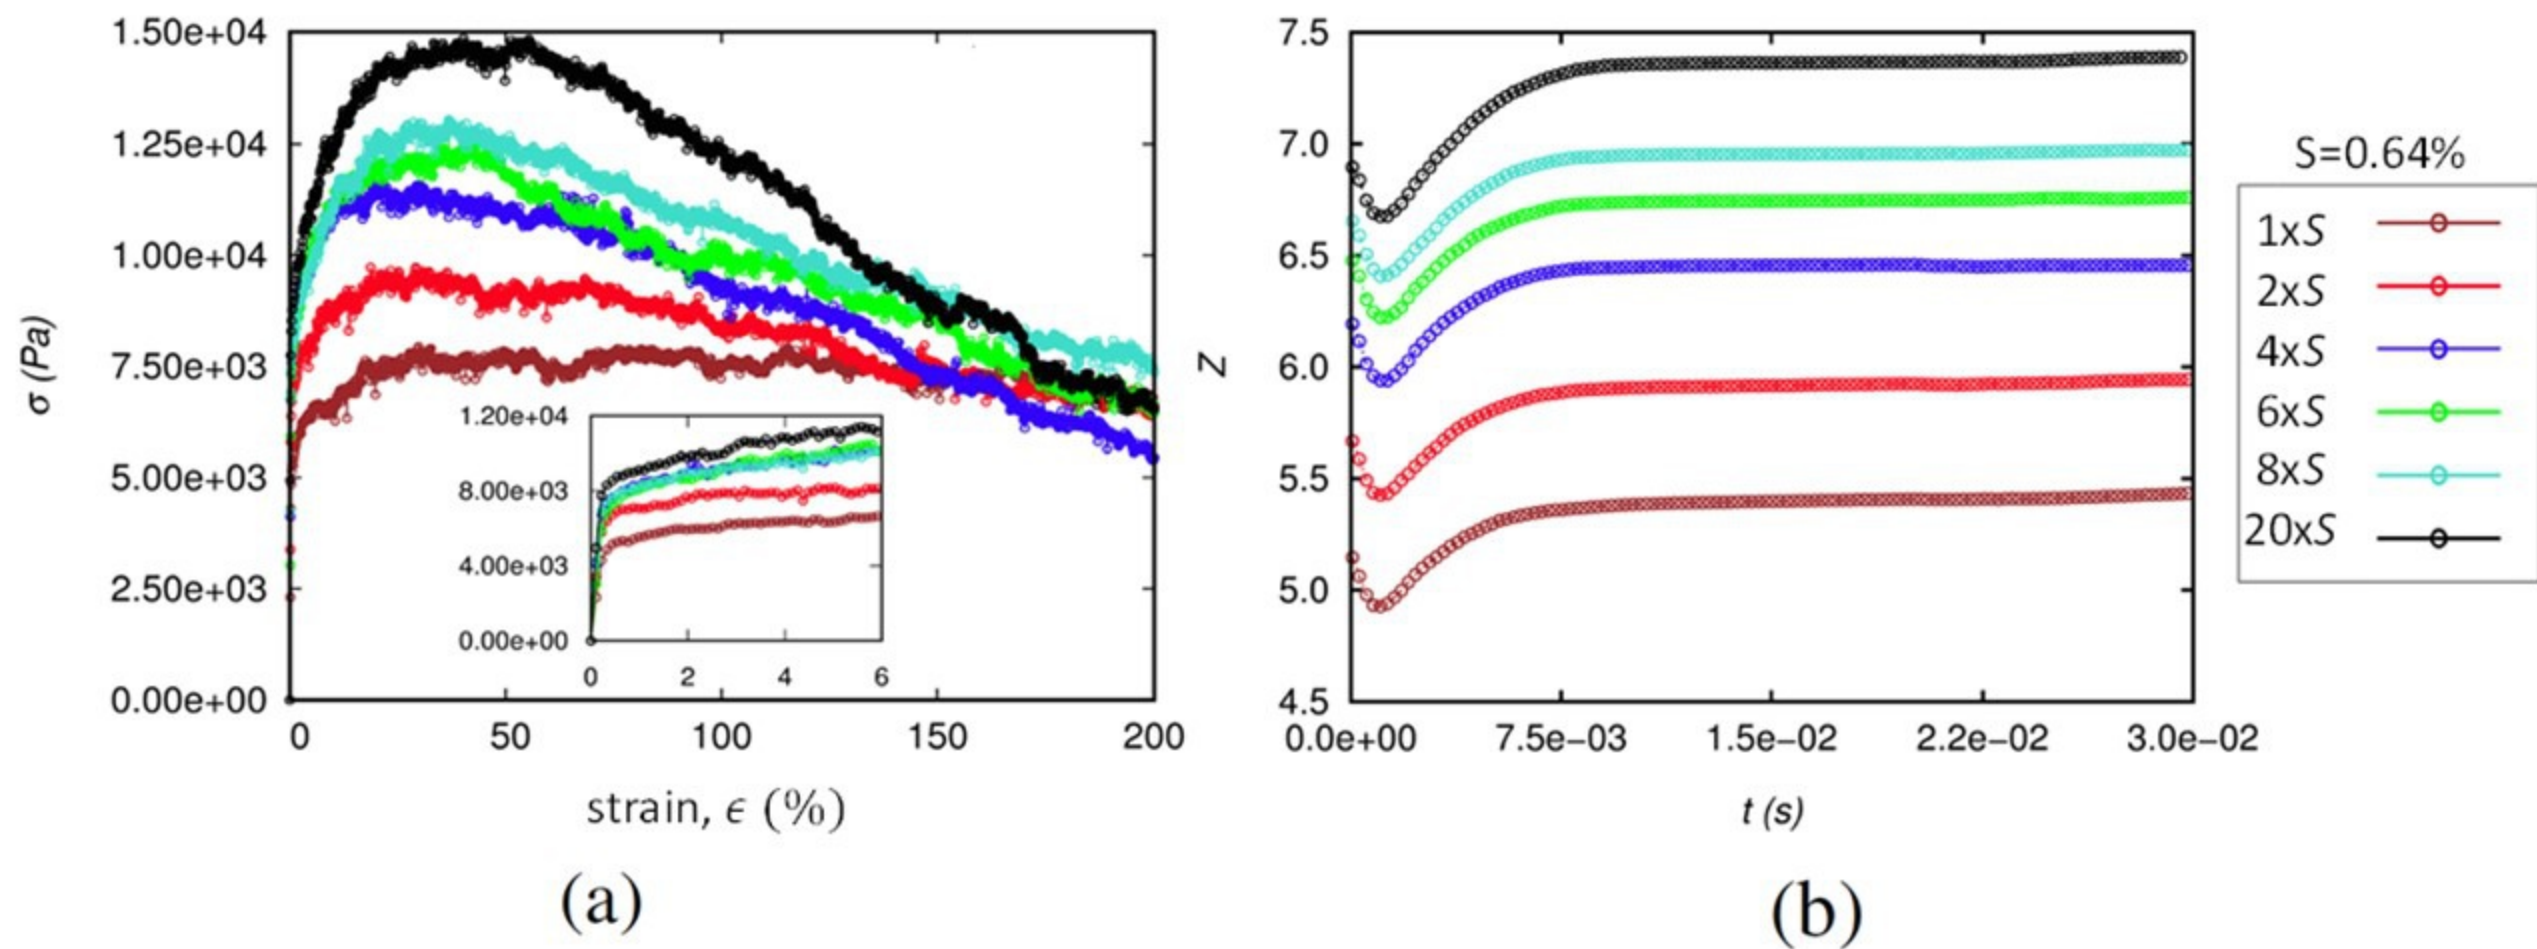 1.50e+04
1.25e+04
1.00e+04
7.50e+03
5.00e+03
2.50e+03
0.00e+00
σ (Pa)
0 50 100 150 200
strain, ϵ (%)
1.20e+04
8.00e+03
4.00e+03
0.00e+00
0 2 4 6
(a)
7.5
7.0
6.5
6.0
5.5
5.0
4.5
Z
0.0e+00 7.5e−03 1.5e−02 2.2e−02 3.0e−02
t (s)
(b)
S=0.64%
1xS
2xS
4xS
6xS
8xS
20xS